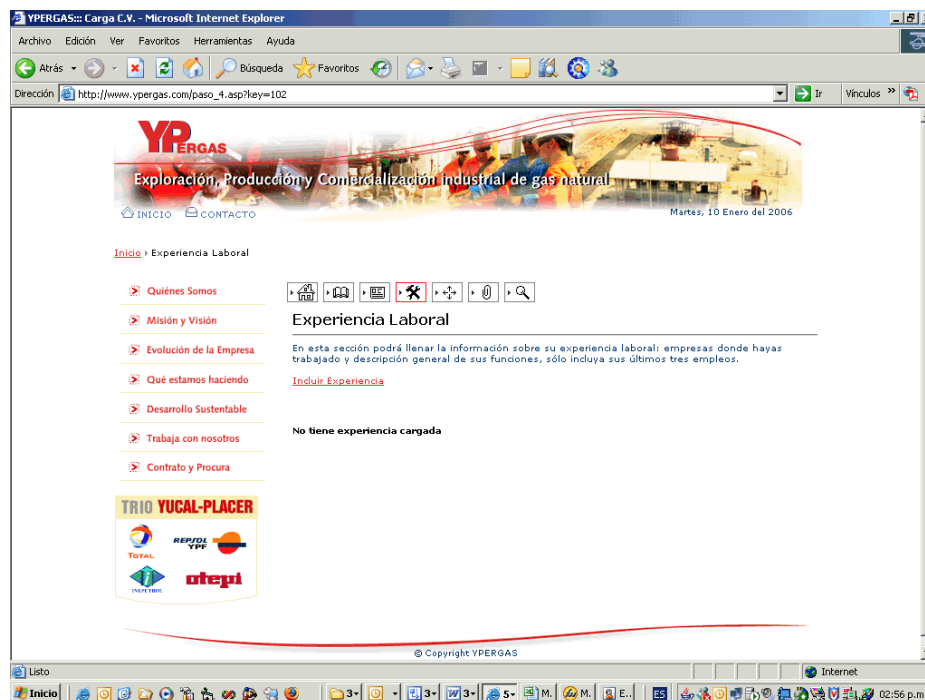 YPERGAS::: Carga C.V. - Microsoft Internet Explorer
Archivo Edición Ver Favoritos Herramientas Ayuda
Atrás Búsqueda Favoritos
Dirección http://www.ypergas.com/paso_4.asp?key=102 Ir Vínculos »
YPERGAS
Exploración, Producción y Comercialización industrial de gas natural
INICIO CONTACTO Martes, 10 Enero del 2006
Inicio Experiencia Laboral
Quiénes Somos
Misión y Visión
Evolución de la Empresa
Qué estamos haciendo
Desarrollo Sustentable
Trabaja con nosotros
Contrato y Procura
Experiencia Laboral
En esta sección podrá llenar la información sobre su experiencia laboral: empresas donde hayas
trabajado y descripción general de sus funciones, sólo incluya sus últimos tres empleos.
Incluir Experiencia
No tiene experiencia cargada
TRIO YUCAL-PLACER
TOTAL
REPSOL
YPF
INEPETROL
otepi
© Copyright YPERGAS
Listo Internet
Inicio 3 3 3 5 M. M. E.. ES 02:56 p.m